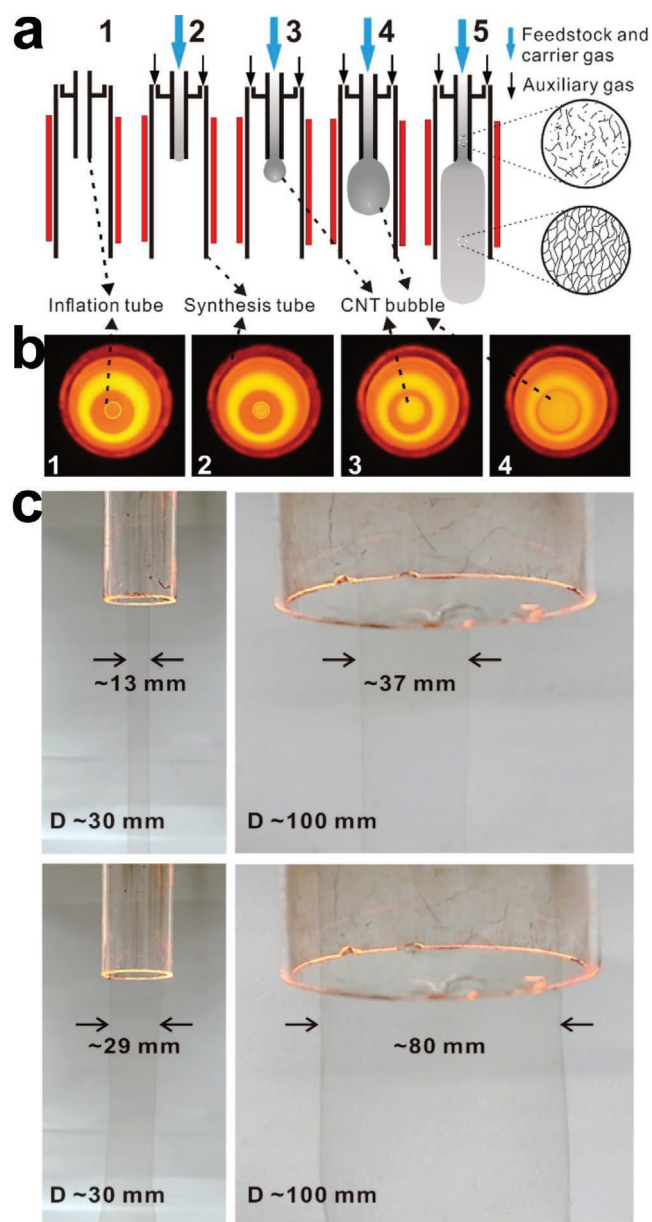 a
1
2
3
4
5
Feedstock and
carrier gas
Auxiliary gas
Inflation tube
Synthesis tube
CNT bubble
b
1
2
3
4
c
~13 mm
D ~30 mm
~37 mm
D ~100 mm
~29 mm
D ~30 mm
~80 mm
D ~100 mm